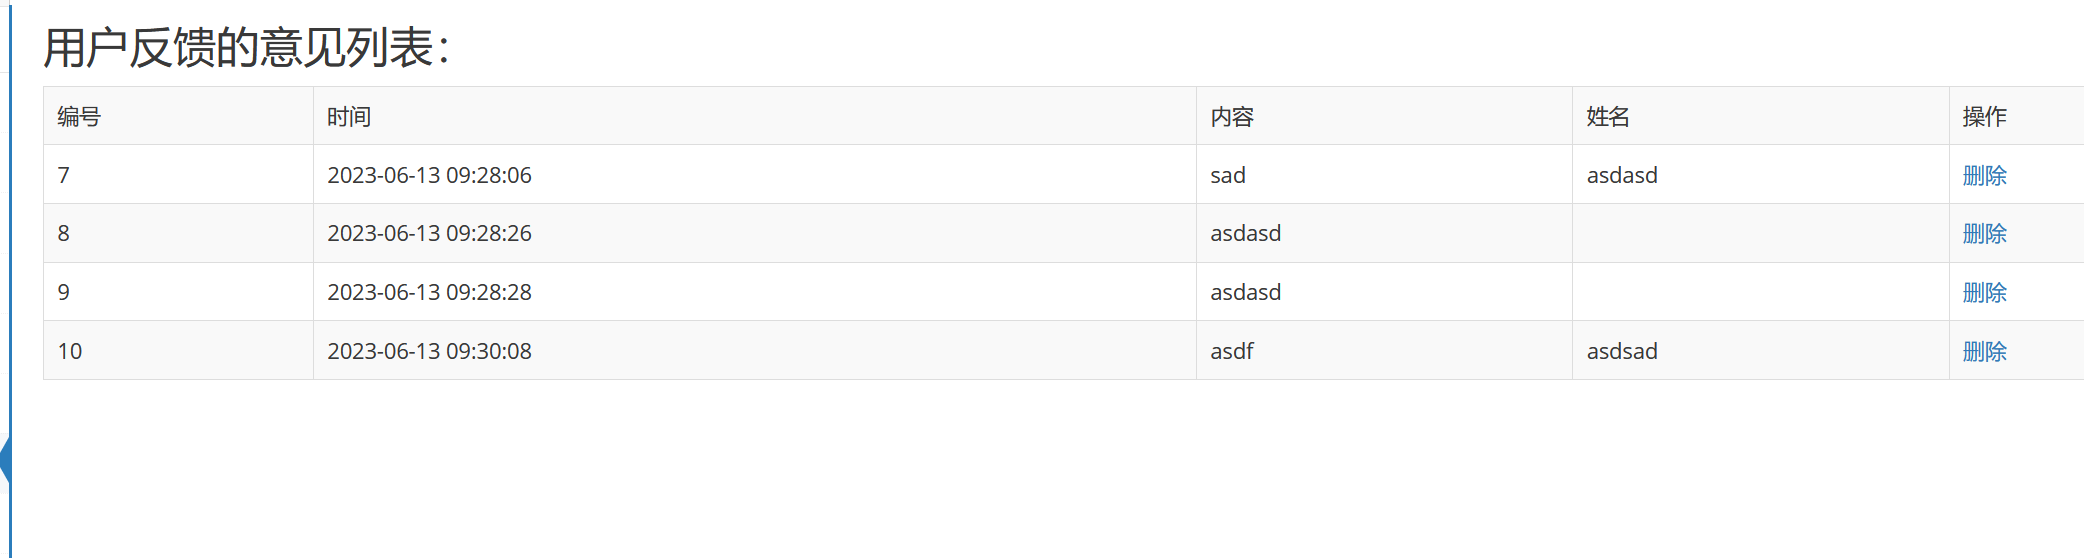 用户反馈的意见列表：
编号 时间 内容 姓名 操作
7 2023-06-13 09:28:06 sad asdasd 删除
8 2023-06-13 09:28:26 asdasd 删除
9 2023-06-13 09:28:28 asdasd 删除
10 2023-06-13 09:30:08 asdf asdsad 删除